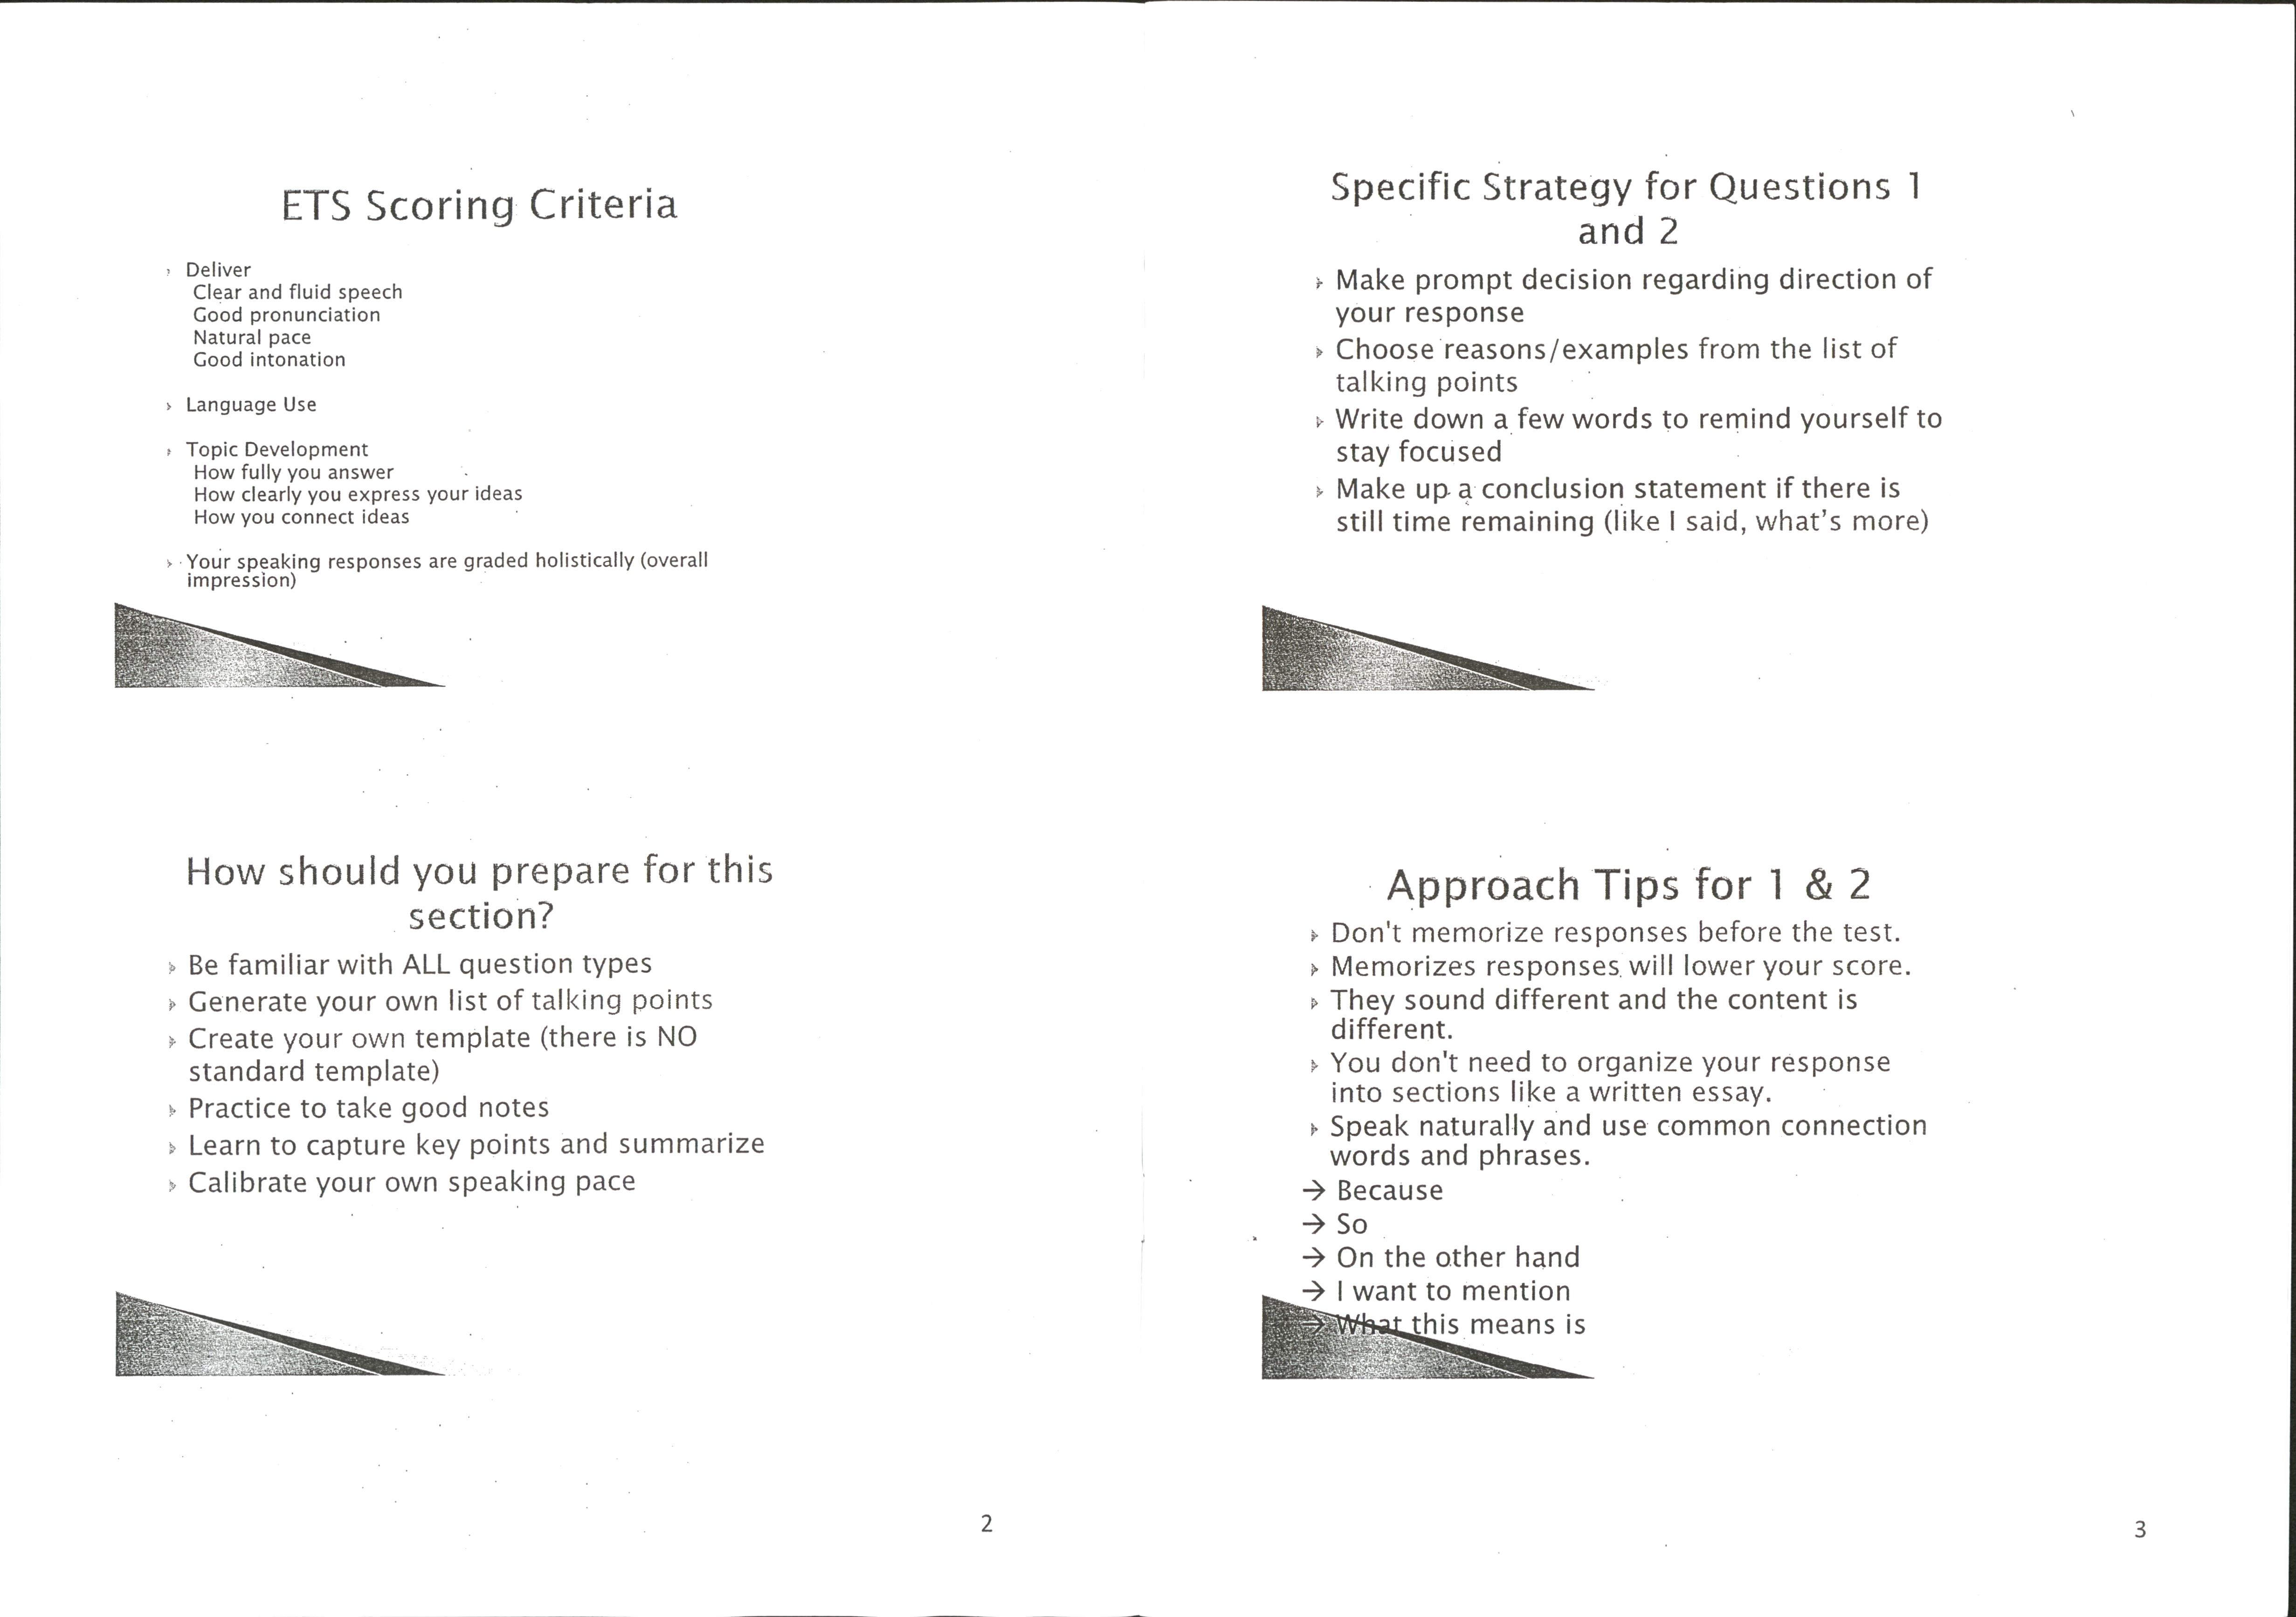 ETS Scoring Criteria
Deliver
Clear and fluid speech
Good pronunciation
Natural pace
Good intonation
Language Use
Topic Development
How fully you answer
How clearly you express your ideas
How you connect ideas
Your speaking responses are graded holistically (overall
impression)
How should you prepare for this
section?
Be familiar with ALL question types
Generate your own list of talking points
Create your own template (there is NO
standard template)
Practice to take good notes
Learn to capture key points and summarize
Calibrate your own speaking pace
2
Specific Strategy for Questions 1
and 2
Make prompt decision regarding direction of
your response
Choose reasons/examples from the list of
talking points
Write down a few words to remind yourself to
stay focused
Make up a conclusion statement if there is
still time remaining (like I said, what's more)
Approach Tips for 1 & 2
Don't memorize responses before the test.
Memorizes responses will lower your score.
They sound different and the content is
different.
You don't need to organize your response
into sections like a written essay.
Speak naturally and use common connection
words and phrases.
→ Because
→ So
→ On the other hand
→ I want to mention
→ What this means is
3